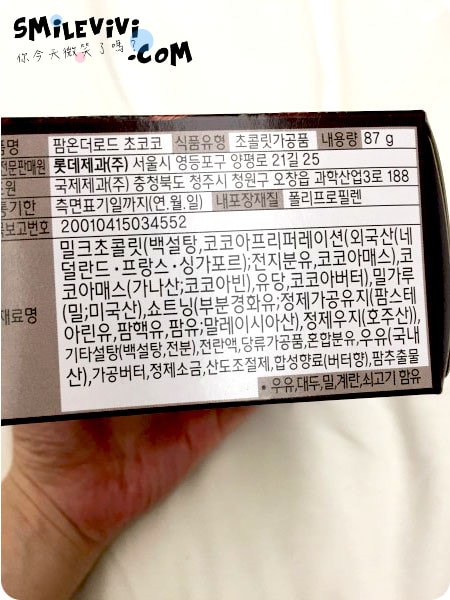 SMiLEViVi
你今天微笑了嗎?
.COM
품명 팜온더로드 초코코 식품유형 초콜릿가공품 내용량 87 g
전문판매원 롯데제과(주) 서울시 영등포구 양평로 21길 25
원 국제제과(주) 충청북도 청주시 청원구 오창읍 과학산업3로 188
통기한 측면표기일까지(연.월.일) 내포장재질 폴리프로필렌
보고번호 20010415034552
재료명 밀크초콜릿(백설탕,코코아프리퍼레이션(외국산(네
덜란드·프랑스·싱가포르);전지분유,코코아매스),코
코아매스(가나산;코코아빈),유당,코코아버터),밀가루
(밀;미국산),쇼트닝(부분경화유;정제가공유지(팜스테
아린유,팜핵유,팜유;말레이시아산),정제우지(호주산)),
기타설탕(백설탕,전분),전란액,당류가공품,혼합분유,우유(국내
산),가공버터,정제소금,산도조절제,합성향료(버터향),팜추출물
• 우유,대두,밀,계란,쇠고기 함유